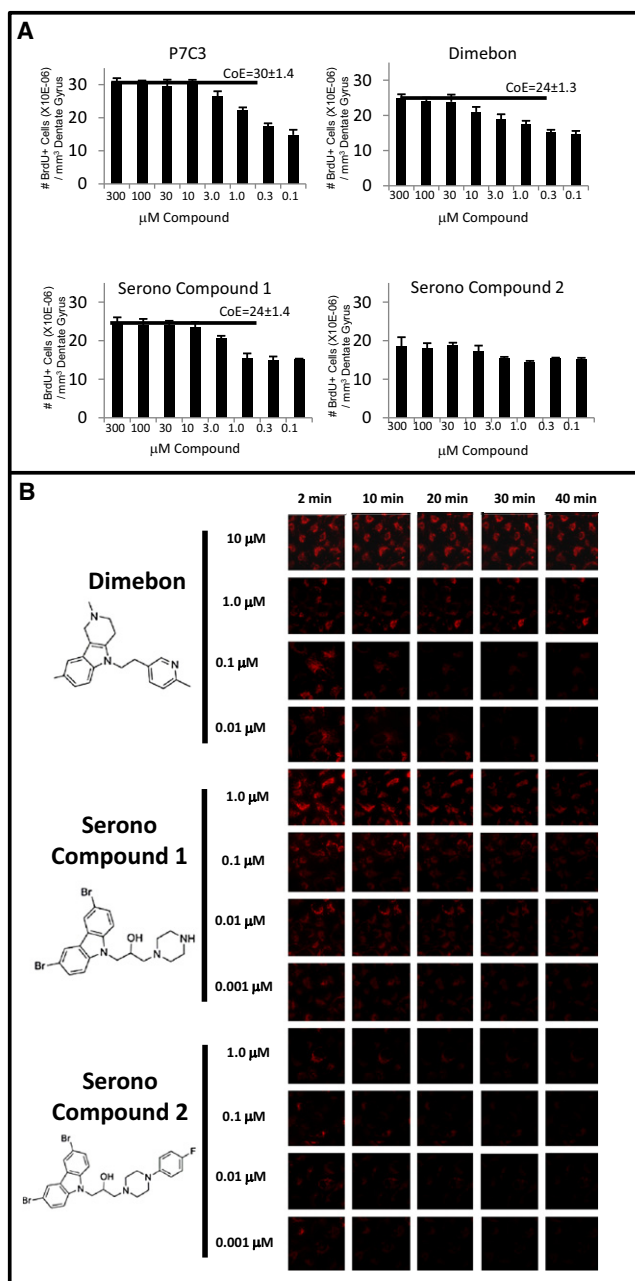 A
P7C3
# BrdU+ Cells (X10E-06)
/ mm³ Dentate Gyrus
30
20
10
0
CoE=30±1.4
300 100 30 10 3.0 1.0 0.3 0.1
µM Compound
Dimebon
# BrdU+ Cells (X10E-06)
/ mm³ Dentate Gyrus
30
20
10
0
CoE=24±1.3
300 100 30 10 3.0 1.0 0.3 0.1
µM Compound
Serono Compound 1
# BrdU+ Cells (X10E-06)
/ mm³ Dentate Gyrus
30
20
10
0
CoE=24±1.4
300 100 30 10 3.0 1.0 0.3 0.1
µM Compound
Serono Compound 2
# BrdU+ Cells (X10E-06)
/ mm³ Dentate Gyrus
30
20
10
0
300 100 30 10 3.0 1.0 0.3 0.1
µM Compound
B
2 min 10 min 20 min 30 min 40 min
Dimebon
N
N
N
10 µM
1.0 µM
0.1 µM
0.01 µM
Serono
Compound 1
Br
OH
NH
N
N
Br
1.0 µM
0.1 µM
0.01 µM
0.001 µM
Serono
Compound 2
Br
F
OH
N
N
N
Br
1.0 µM
0.1 µM
0.01 µM
0.001 µM